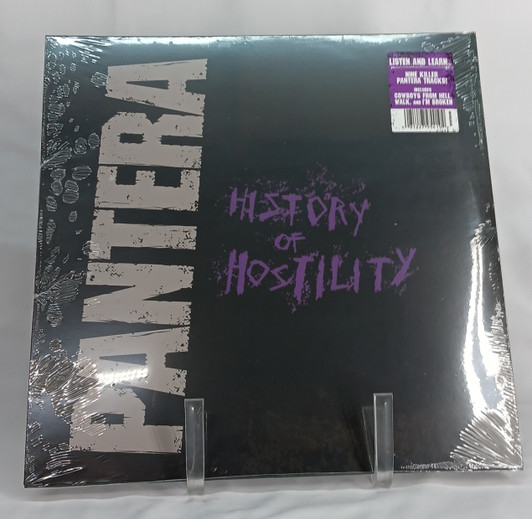 PANTERA
HISTORY
OF
HOSTILITY
LISTEN AND LEARN.
NINE KILLER
PANTERA TRACKS!
INCLUDES
COWBOYS FROM HELL,
WALK, AND I'M BROKEN